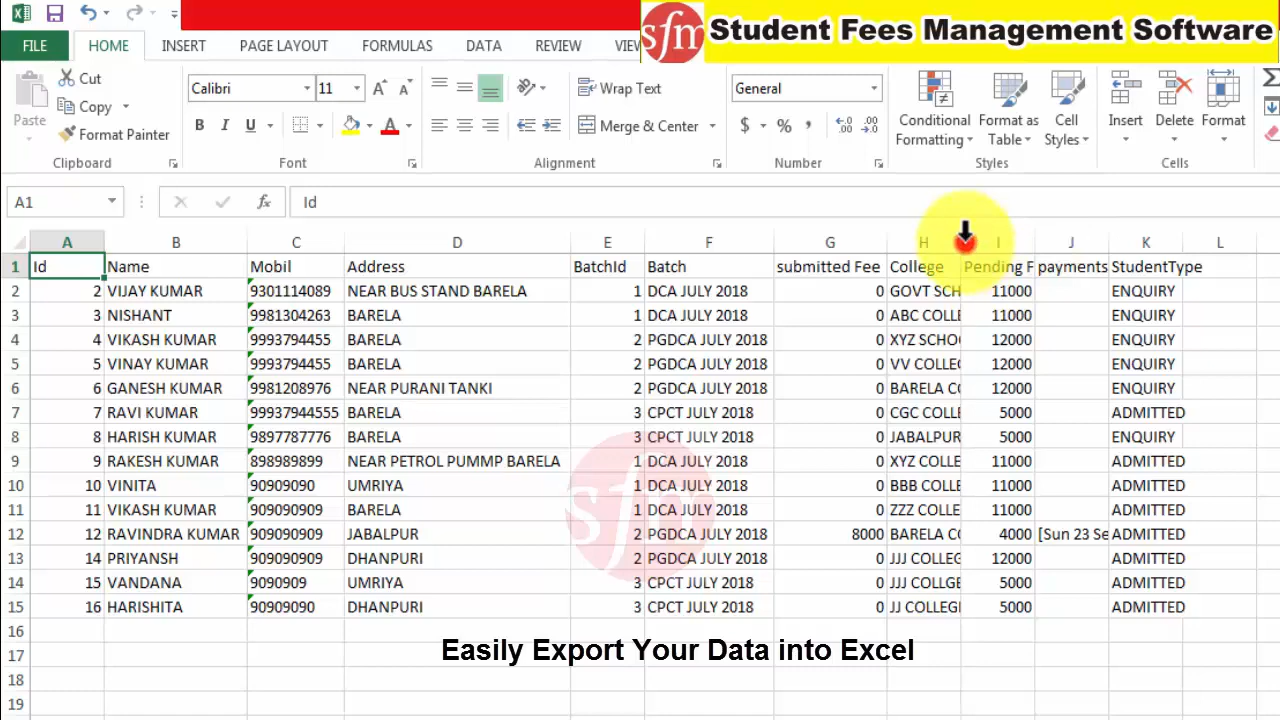 sfm Student Fees Management Software
FILE HOME INSERT PAGE LAYOUT FORMULAS DATA REVIEW VIEW
Cut
Copy
Paste
Format Painter
Clipboard
Calibri 11 A A
B I U A
Font
Wrap Text
Merge & Center
Alignment
General
$ % , .00 .0
Number
Conditional Formatting Format as Table Cell Styles
Styles
Insert Delete Format
Cells
A1 fx Id
A B C D E F G H I J K L
1 Id Name Mobil Address BatchId Batch submitted Fee College Pending F payments StudentType
2 2 VIJAY KUMAR 9301114089 NEAR BUS STAND BARELA 1 DCA JULY 2018 0 GOVT SCH 11000 ENQUIRY
3 3 NISHANT 9981304263 BARELA 1 DCA JULY 2018 0 ABC COLL 11000 ENQUIRY
4 4 VIKASH KUMAR 9993794455 BARELA 2 PGDCA JULY 2018 0 XYZ SCHO 12000 ENQUIRY
5 5 VINAY KUMAR 9993794455 BARELA 2 PGDCA JULY 2018 0 VV COLLE 12000 ENQUIRY
6 6 GANESH KUMAR 9981208976 NEAR PURANI TANKI 2 PGDCA JULY 2018 0 BARELA CO 12000 ENQUIRY
7 7 RAVI KUMAR 99937944555 BARELA 3 CPCT JULY 2018 0 CGC COLL 5000 ADMITTED
8 8 HARISH KUMAR 9897787776 BARELA 3 CPCT JULY 2018 0 JABALPUR 5000 ENQUIRY
9 9 RAKESH KUMAR 898989899 NEAR PETROL PUMMP BARELA 1 DCA JULY 2018 0 XYZ COLLE 11000 ADMITTED
10 10 VINITA 90909090 UMRIYA 1 DCA JULY 2018 0 BBB COLLE 11000 ADMITTED
11 11 VIKASH KUMAR 909090909 BARELA 1 DCA JULY 2018 0 ZZZ COLLE 11000 ADMITTED
12 12 RAVINDRA KUMAR 909090909 JABALPUR 2 PGDCA JULY 2018 8000 BARELA CO 4000 [Sun 23 Se ADMITTED
13 14 PRIYANSH 909090909 DHANPURI 2 PGDCA JULY 2018 0 JJJ COLLEG 12000 ADMITTED
14 15 VANDANA 9090909 UMRIYA 3 CPCT JULY 2018 0 JJJ COLLGE 5000 ADMITTED
15 16 HARISHITA 90909090 DHANPURI 3 CPCT JULY 2018 0 JJ COLLEGE 5000 ADMITTED
16
17
18
19
sfm
Easily Export Your Data into Excel